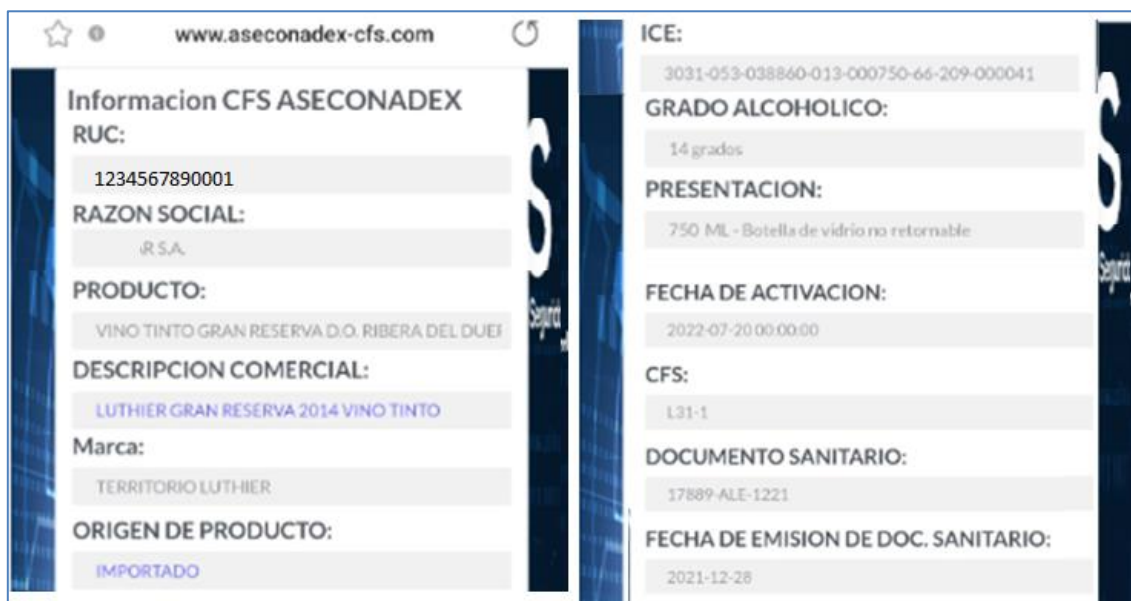 www.aseconadex-cfs.com
Informacion CFS ASECONADEX
RUC:
1234567890001
RAZON SOCIAL:
R S.A.
PRODUCTO:
VINO TINTO GRAN RESERVA D.O. RIBERA DEL DUER
DESCRIPCION COMERCIAL:
LUTHIER GRAN RESERVA 2014 VINO TINTO
Marca:
TERRITORIO LUTHIER
ORIGEN DE PRODUCTO:
IMPORTADO
ICE:
3031-053-038860-013-000750-66-209-000041
GRADO ALCOHOLICO:
14 grados
PRESENTACION:
750 ML - Botella de vidrio no retornable
FECHA DE ACTIVACION:
2022-07-20 00:00:00
CFS:
L31-1
DOCUMENTO SANITARIO:
17889-ALE-1221
FECHA DE EMISION DE DOC. SANITARIO:
2021-12-28